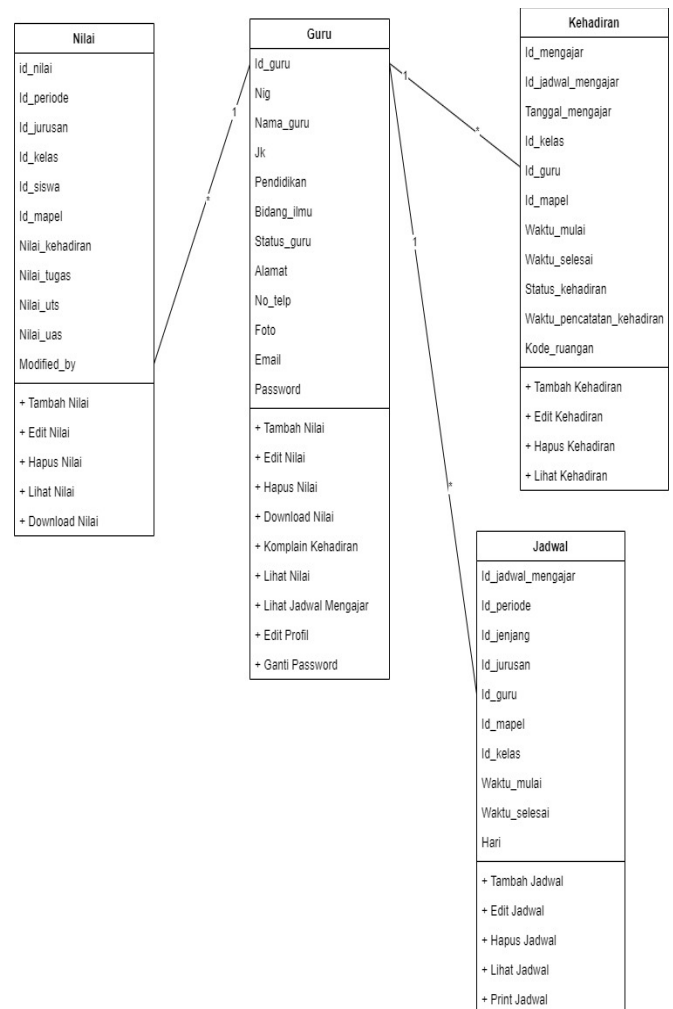 Nilai
id_nilai
Id_periode
Id_jurusan
Id_kelas
Id_siswa
Id_mapel
Nilai_kehadiran
Nilai_tugas
Nilai_uts
Nilai_uas
Modified_by
+ Tambah Nilai
+ Edit Nilai
+ Hapus Nilai
+ Lihat Nilai
+ Download Nilai
1
*
Guru
Id_guru
Nig
Nama_guru
Jk
Pendidikan
Bidang_ilmu
Status_guru
Alamat
No_telp
Foto
Email
Password
+ Tambah Nilai
+ Edit Nilai
+ Hapus Nilai
+ Download Nilai
+ Komplain Kehadiran
+ Lihat Nilai
+ Lihat Jadwal Mengajar
+ Edit Profil
+ Ganti Password
1
*
1
*
Kehadiran
Id_mengajar
Id_jadwal_mengajar
Tanggal_mengajar
Id_kelas
Id_guru
Id_mapel
Waktu_mulai
Waktu_selesai
Status_kehadiran
Waktu_pencatatan_kehadiran
Kode_ruangan
+ Tambah Kehadiran
+ Edit Kehadiran
+ Hapus Kehadiran
+ Lihat Kehadiran
Jadwal
Id_jadwal_mengajar
Id_periode
Id_jenjang
Id_jurusan
Id_guru
Id_mapel
Id_kelas
Waktu_mulai
Waktu_selesai
Hari
+ Tambah Jadwal
+ Edit Jadwal
+ Hapus Jadwal
+ Lihat Jadwal
+ Print Jadwal